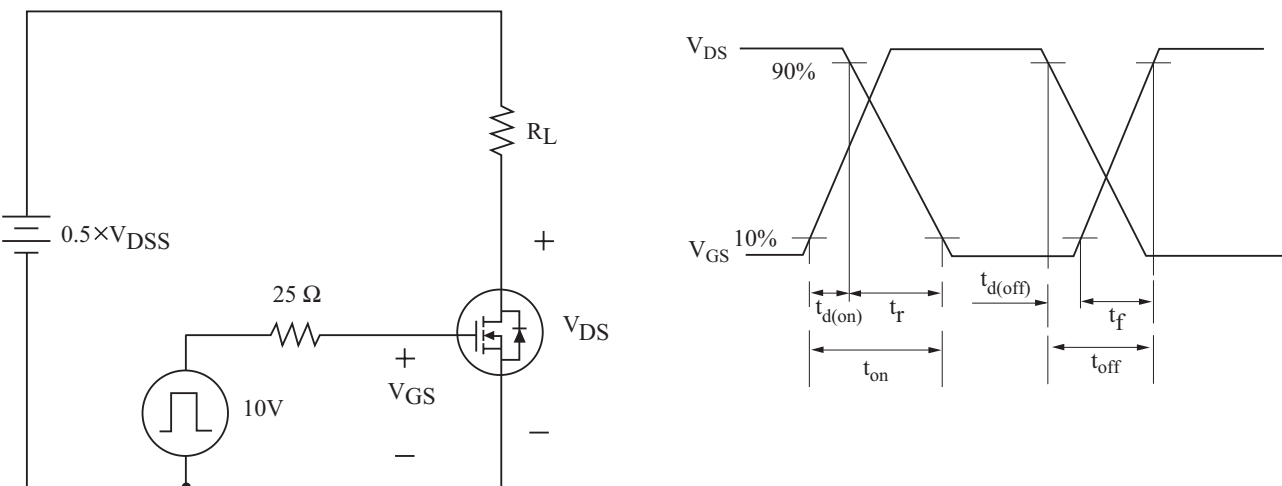 R_L
0.5×V_DSS
+
25 Ω
V_DS
+
V_GS
10V
−
−
V_DS
90%
V_GS 10%
t_d(on)
t_r
t_d(off)
t_f
t_on
t_off